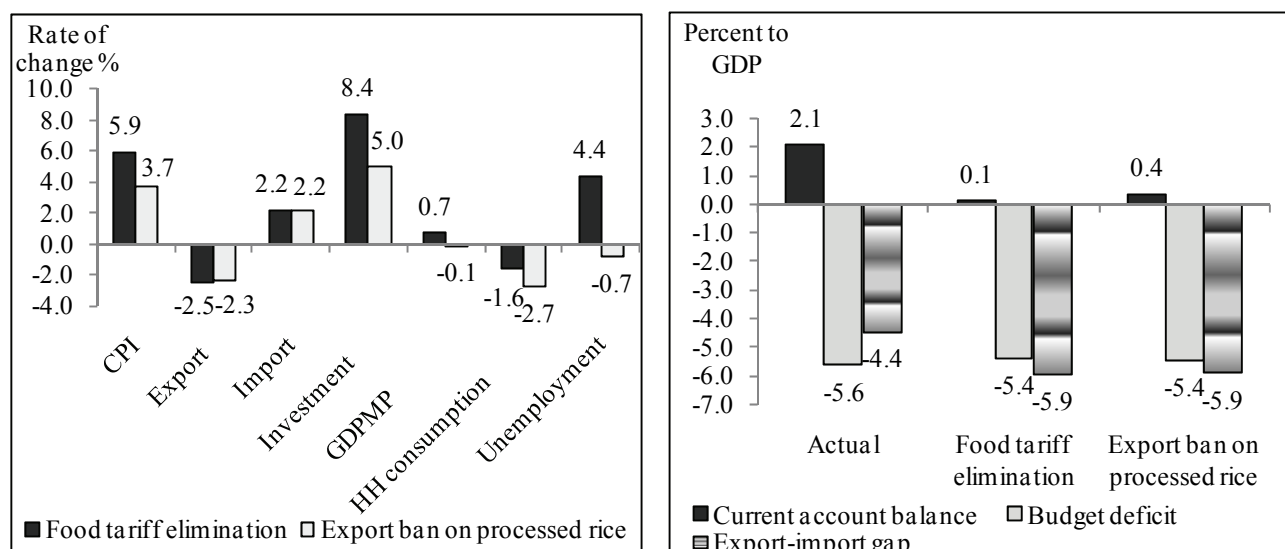 Rate of
change %
10.0
8.0
6.0
4.0
2.0
0.0
-2.0
-4.0
5.9
3.7
-2.5
-2.3
2.2
2.2
8.4
5.0
0.7
-0.1
-1.6
-2.7
4.4
-0.7
CPI
Export
Import
Investment
GDPMP
HH consumption
Unemployment
Food tariff elimination
Export ban on processed rice
Percent to
GDP
3.0
2.0
1.0
0.0
-1.0
-2.0
-3.0
-4.0
-5.0
-6.0
-7.0
2.1
-5.6
-4.4
0.1
-5.4
-5.9
0.4
-5.4
-5.9
Actual
Food tariff
elimination
Export ban on
processed rice
Current account balance
Budget deficit
Export-import gap